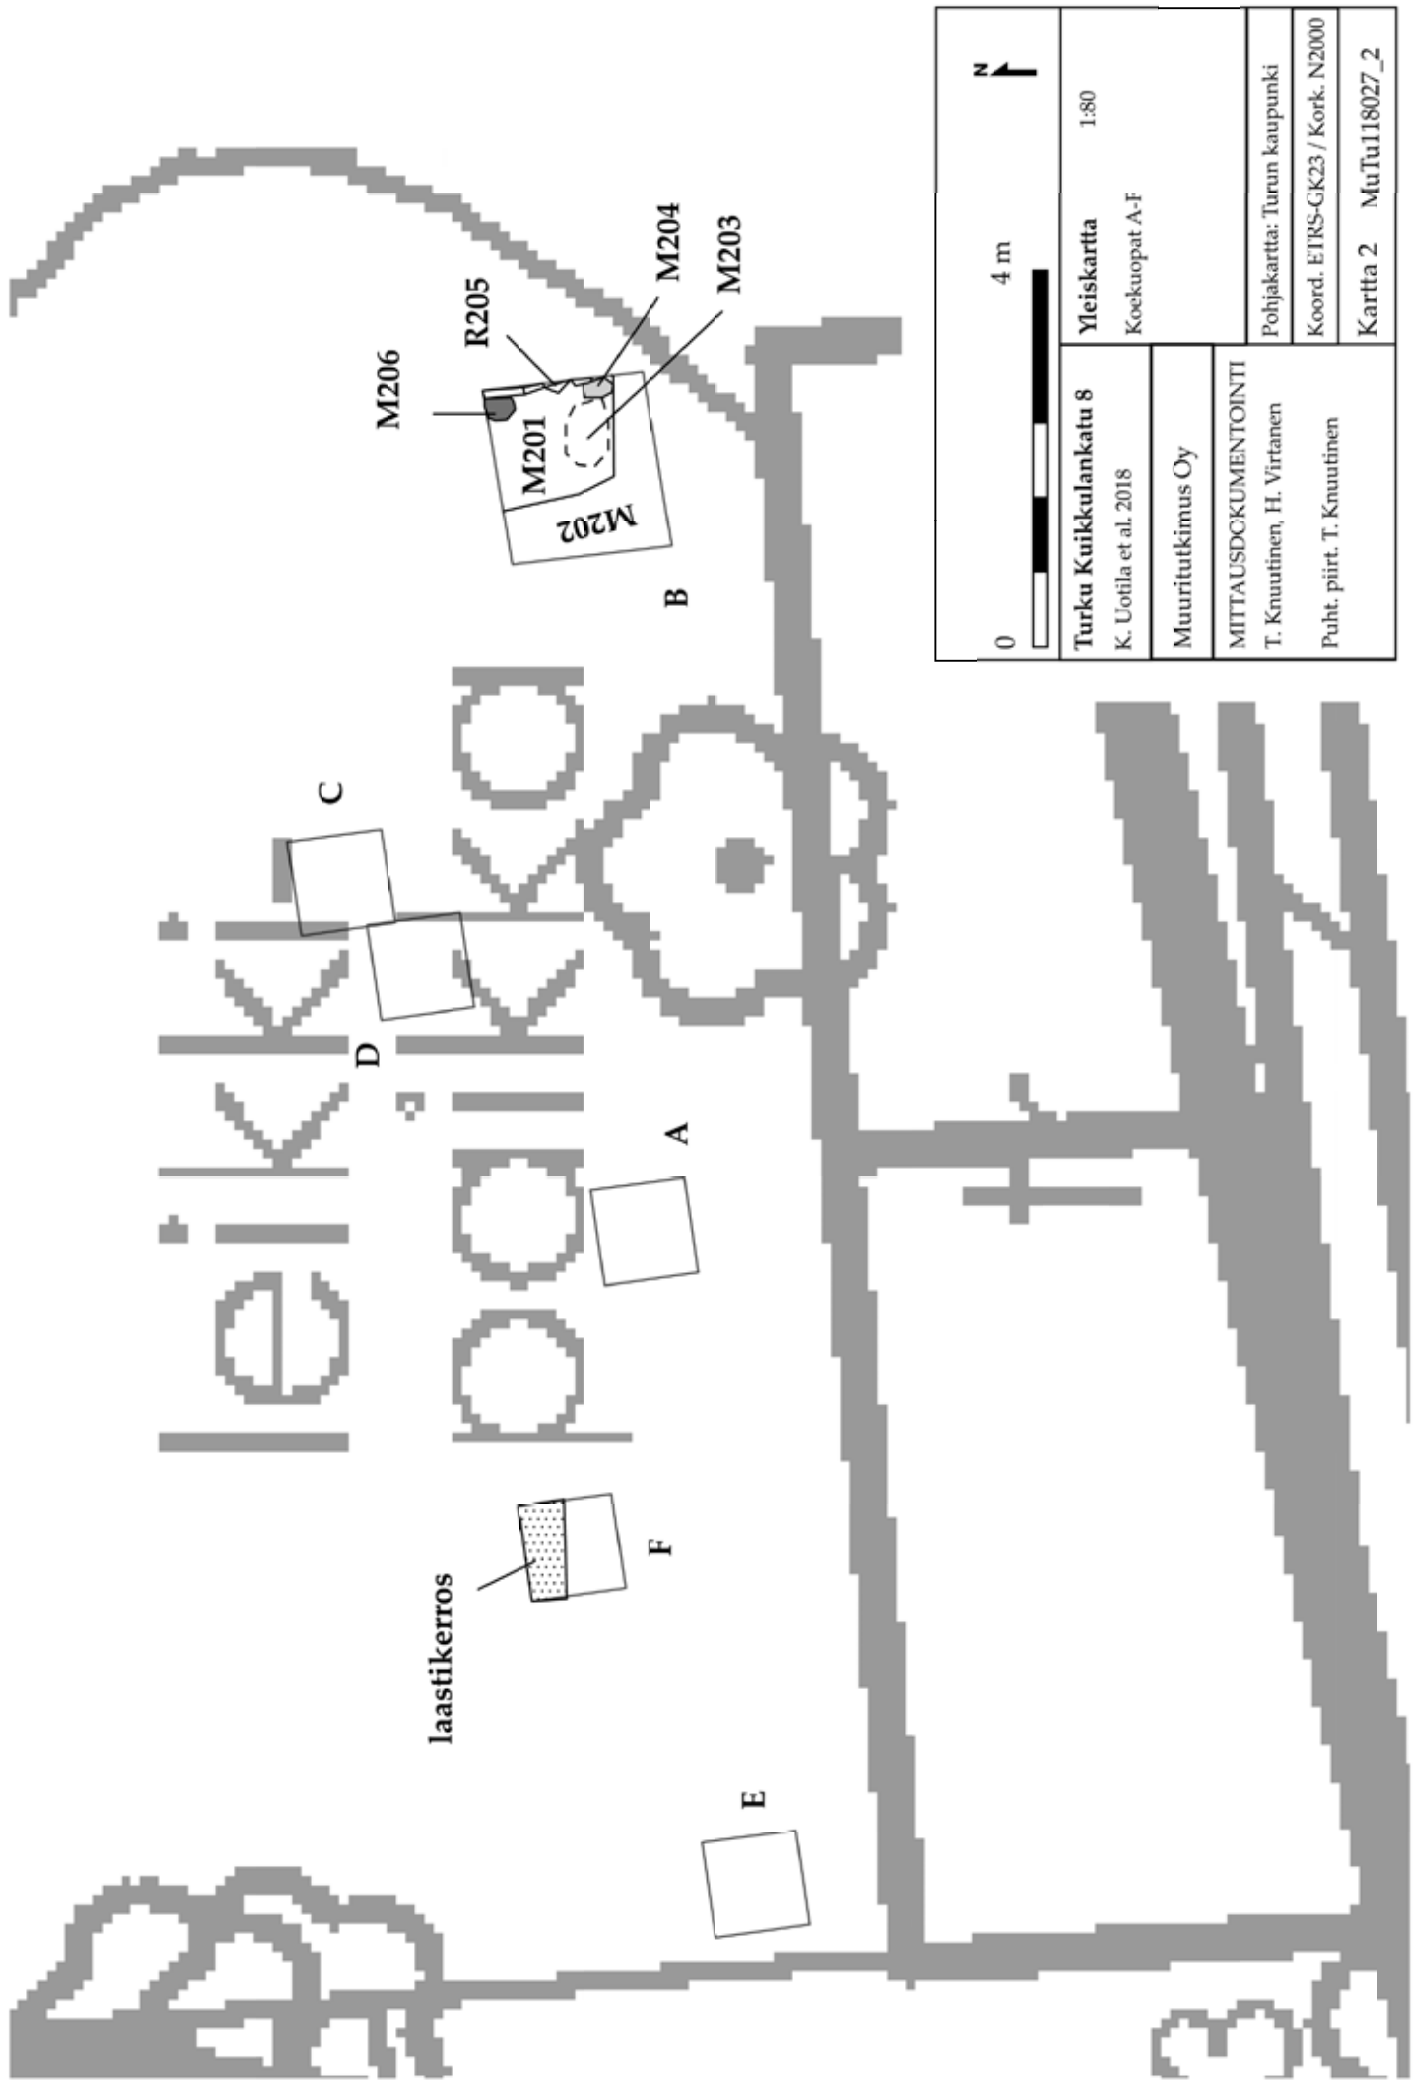 leikki
paikka
C
D
A
B
E
F
laastikerros
M206
R205
M204
M203
M201
M202
N
0 4 m
Turku Kuikkulankatu 8
K. Uotila et al. 2018
Muuritutkimus Oy
MITTAUSDOKUMENTOINTI
T. Knuutinen, H. Virtanen
Puht. piirt. T. Knuutinen
Yleiskartta 1:80
Koekuopat A-F
Pohjakartta: Turun kaupunki
Koord. ETRS-GK23 / Kork. N2000
Kartta 2 MuTu118027_2